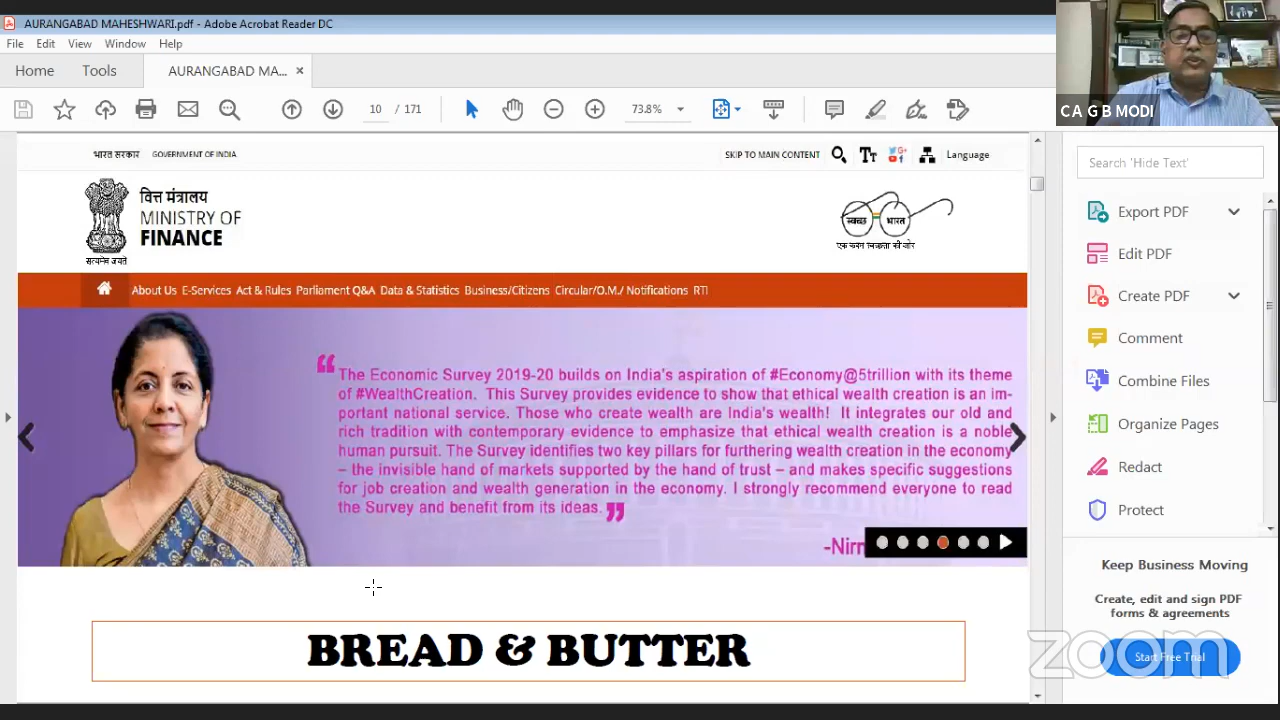 AURANGABAD MAHESHWARI.pdf - Adobe Acrobat Reader DC
File Edit View Window Help
Home Tools AURANGABAD MA... ×
10 / 171 73.8%
C A G B MODI
Search 'Hide Text'
भारत सरकार GOVERNMENT OF INDIA SKIP TO MAIN CONTENT Language
वित्त मंत्रालय
MINISTRY OF
FINANCE
सत्यमेव जयते
स्वच्छ भारत
एक कदम स्वच्छता की ओर
About Us E-Services Act & Rules Parliament Q&A Data & Statistics Business/Citizens Circular/O.M./ Notifications RTI
“The Economic Survey 2019-20 builds on India's aspiration of #Economy@5trillion with its theme
of #WealthCreation. This Survey provides evidence to show that ethical wealth creation is an im-
portant national service. Those who create wealth are India's wealth! It integrates our old and
rich tradition with contemporary evidence to emphasize that ethical wealth creation is a noble
human pursuit. The Survey identifies two key pillars for furthering wealth creation in the economy
– the invisible hand of markets supported by the hand of trust – and makes specific suggestions
for job creation and wealth generation in the economy. I strongly recommend everyone to read
the Survey and benefit from its ideas.”
-Nirm
BREAD & BUTTER
Export PDF
Edit PDF
Create PDF
Comment
Combine Files
Organize Pages
Redact
Protect
Keep Business Moving
Create, edit and sign PDF
forms & agreements
Start Free Trial
zoom